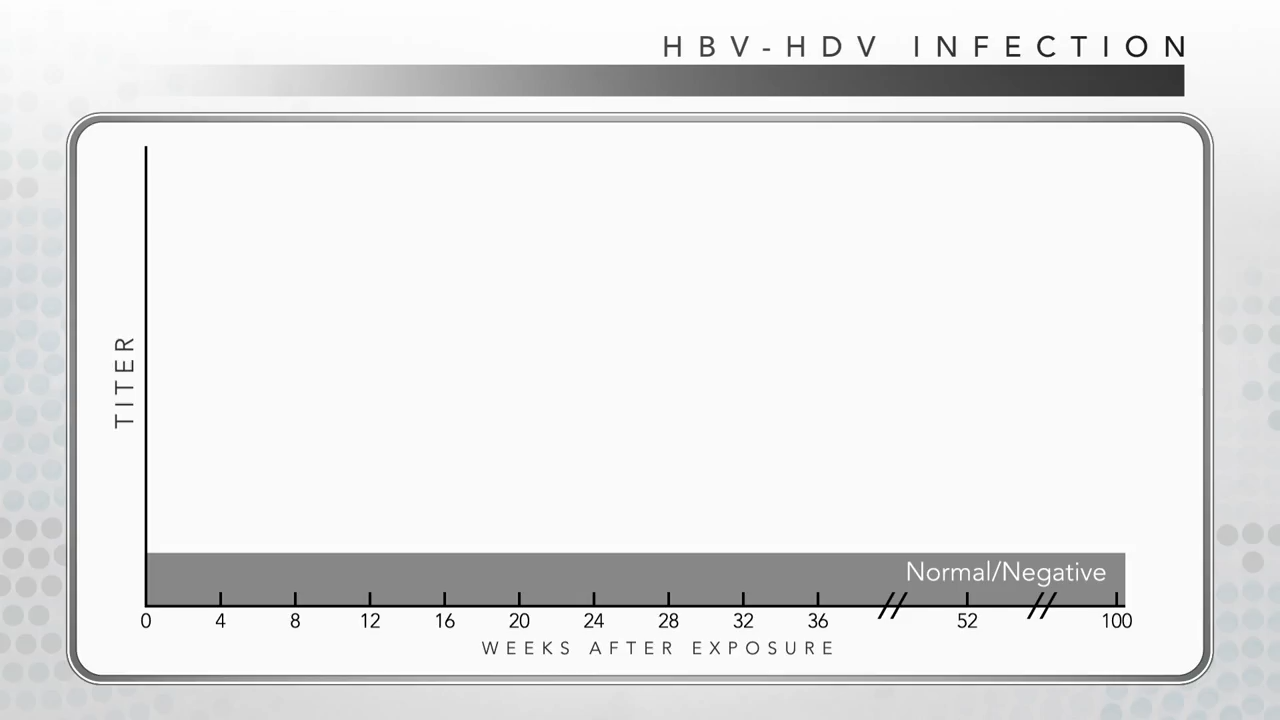 HBV-HDV INFECTION
TITER
Normal/Negative
0 4 8 12 16 20 24 28 32 36 52 100
WEEKS AFTER EXPOSURE